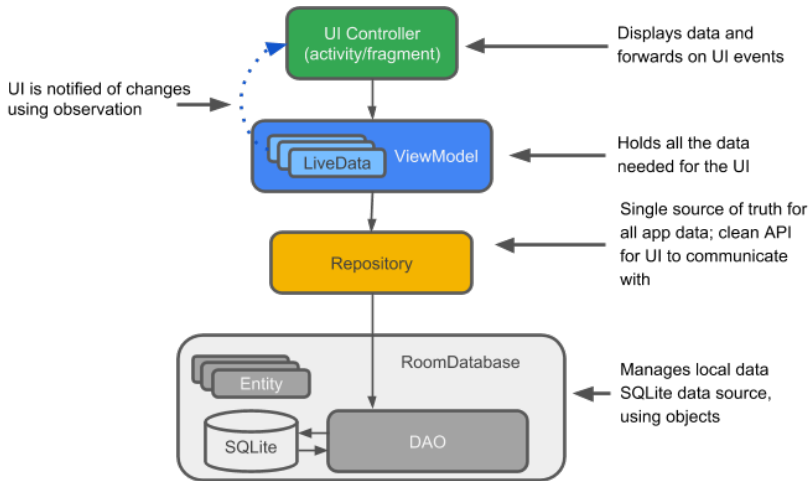 UI Controller
(activity/fragment)
Displays data and
forwards on UI events
UI is notified of changes
using observation
LiveData
ViewModel
Holds all the data
needed for the UI
Repository
Single source of truth for
all app data; clean API
for UI to communicate
with
RoomDatabase
Entity
SQLite
DAO
Manages local data
SQLite data source,
using objects